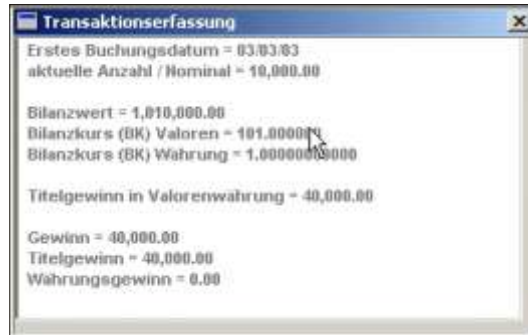 Transaktionserfassung
Erstes Buchungsdatum = 03/03/03
aktuelle Anzahl / Nominal = 10,000.00
Bilanzwert = 1,010,000.00
Bilanzkurs (BK) Valoren = 101.000000
Bilanzkurs (BK) Währung = 1.00000000000
Titelgewinn in Valorenwährung = 40,000.00
Gewinn = 40,000.00
Titelgewinn = 40,000.00
Währungsgewinn = 0.00